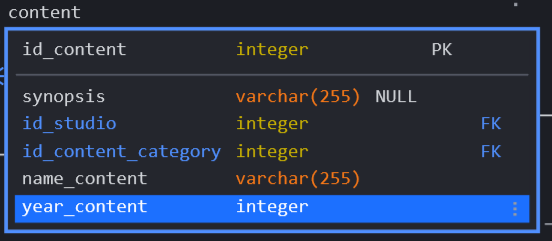 content
id_content integer PK
synopsis varchar(255) NULL
id_studio integer FK
id_content_category integer FK
name_content varchar(255)
year_content integer